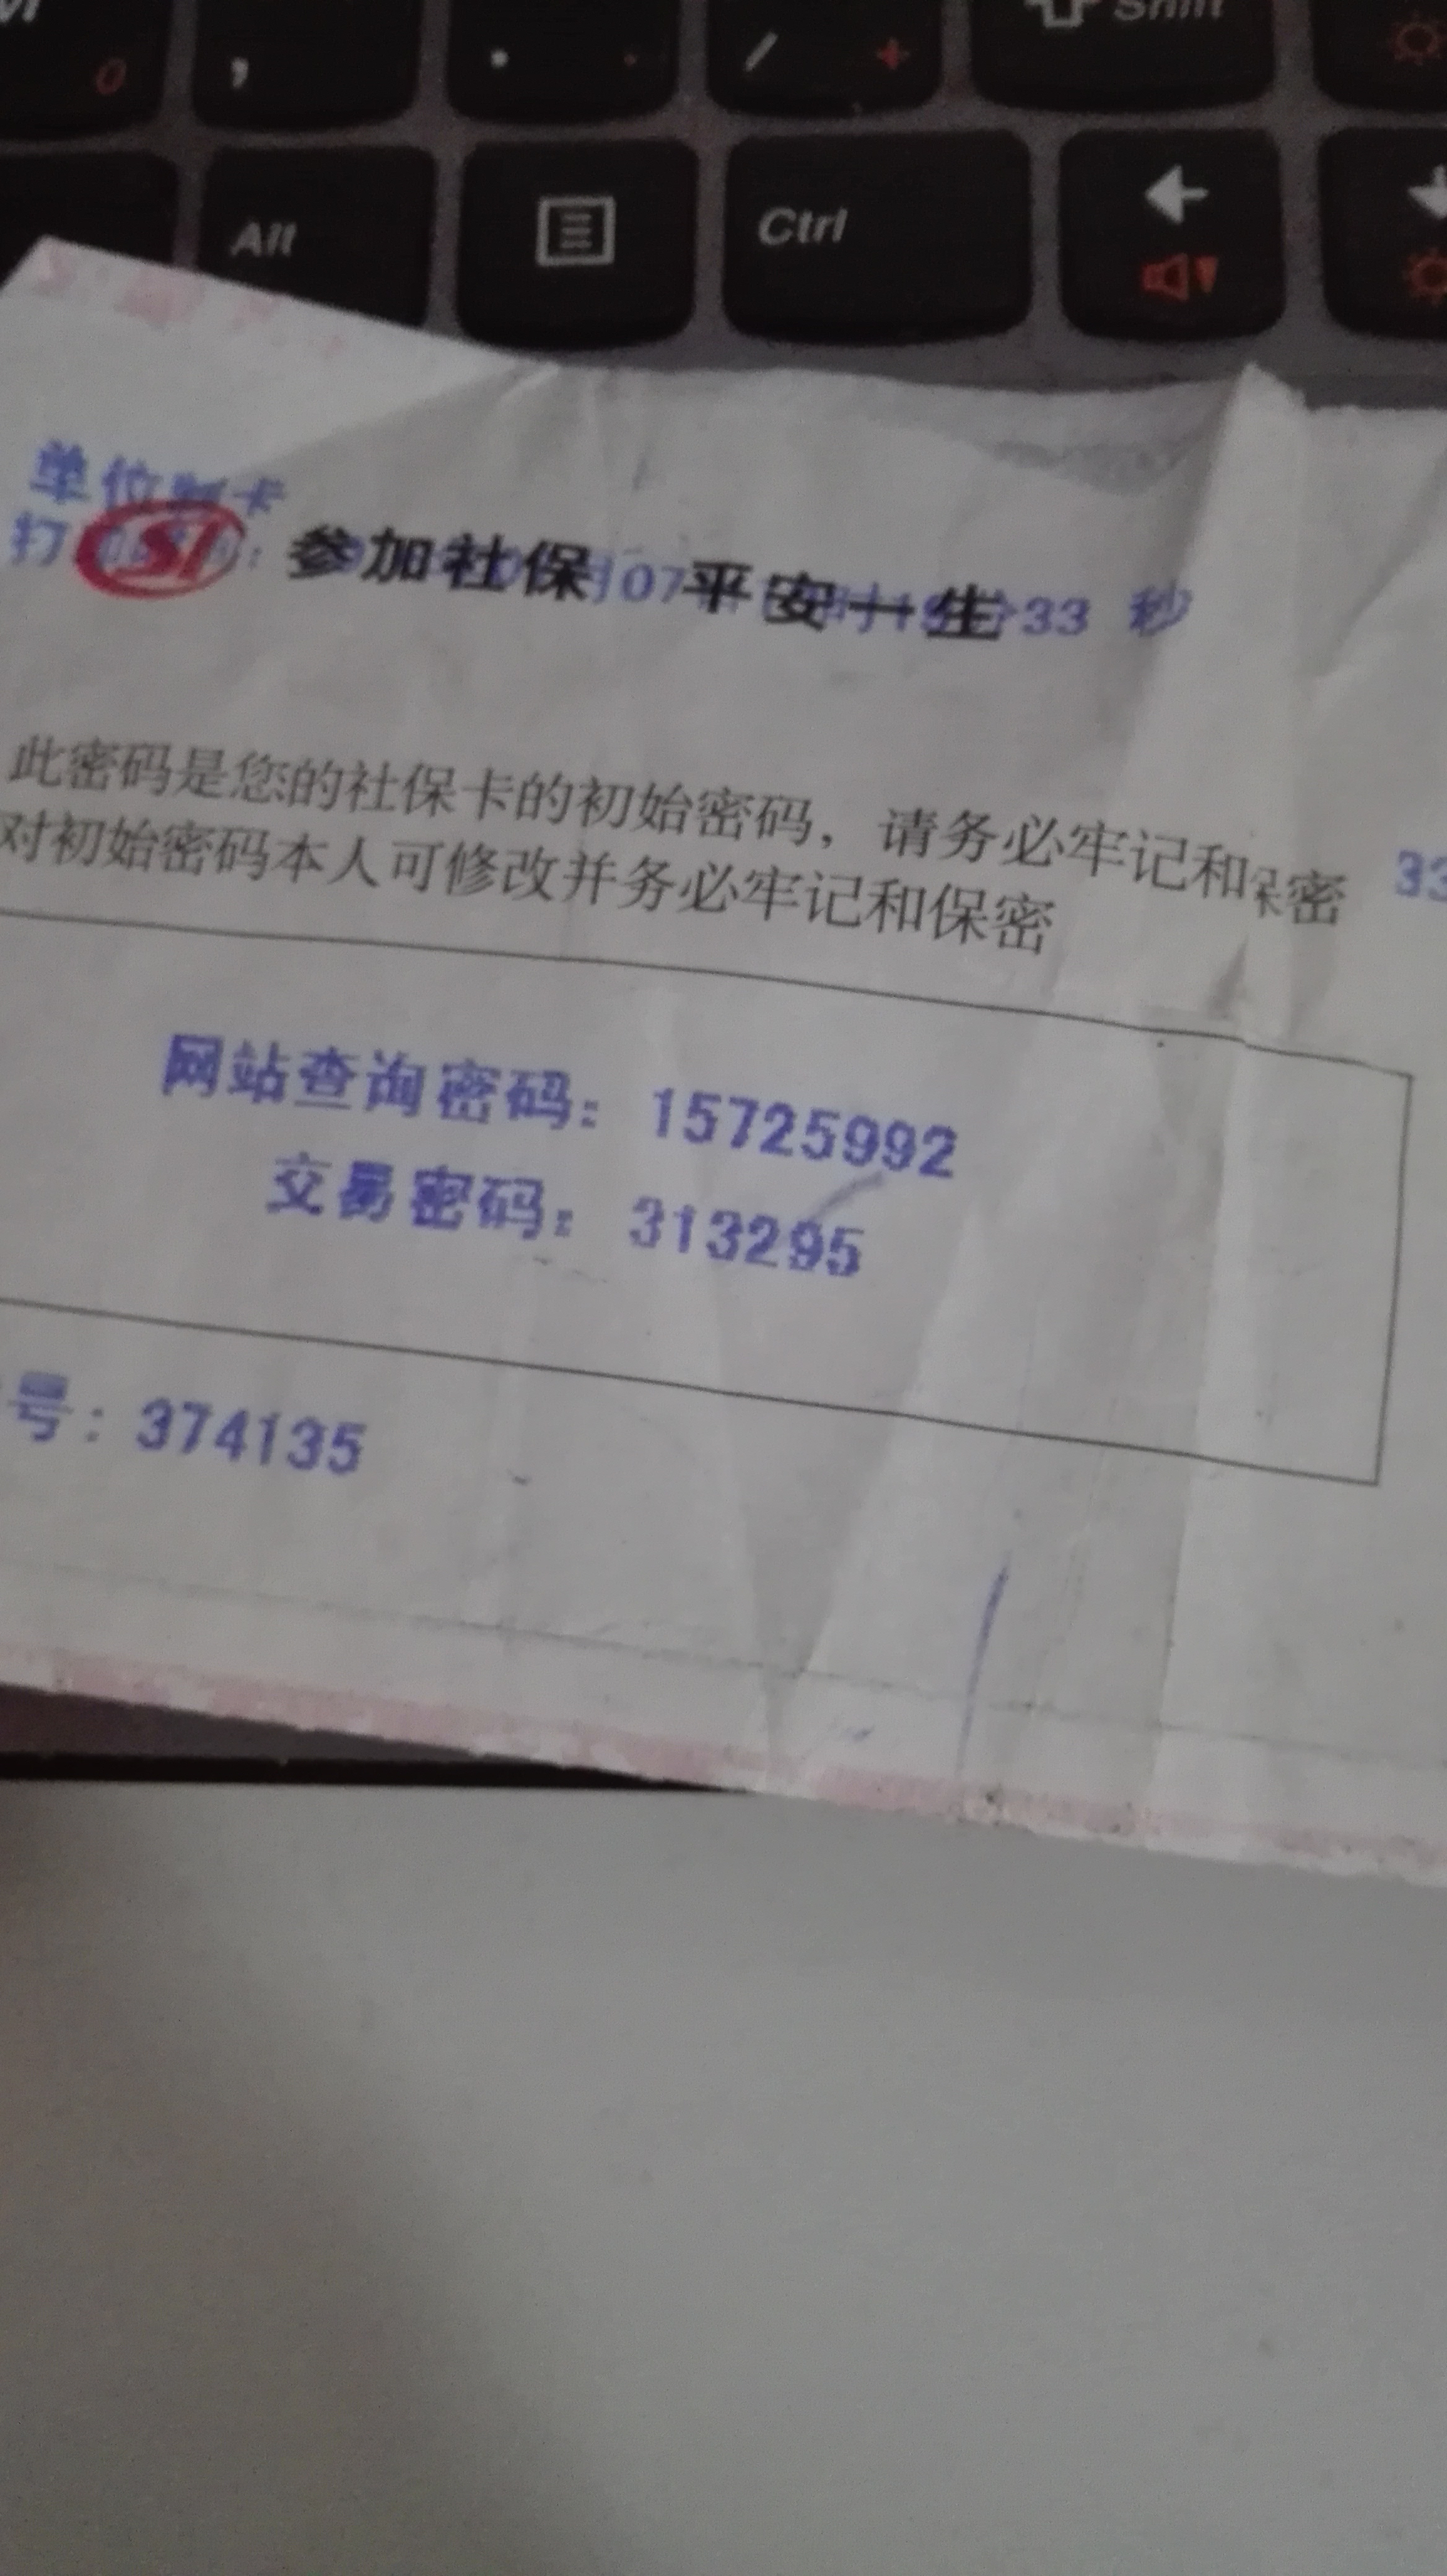 Shift
Alt
Ctrl
单位制卡
SI 参加社保 平安一生
33 秒
此密码是您的社保卡的初始密码，请务必牢记和保密
33
对初始密码本人可修改并务必牢记和保密
网站查询密码：15725992
交易密码：313295
号：374135